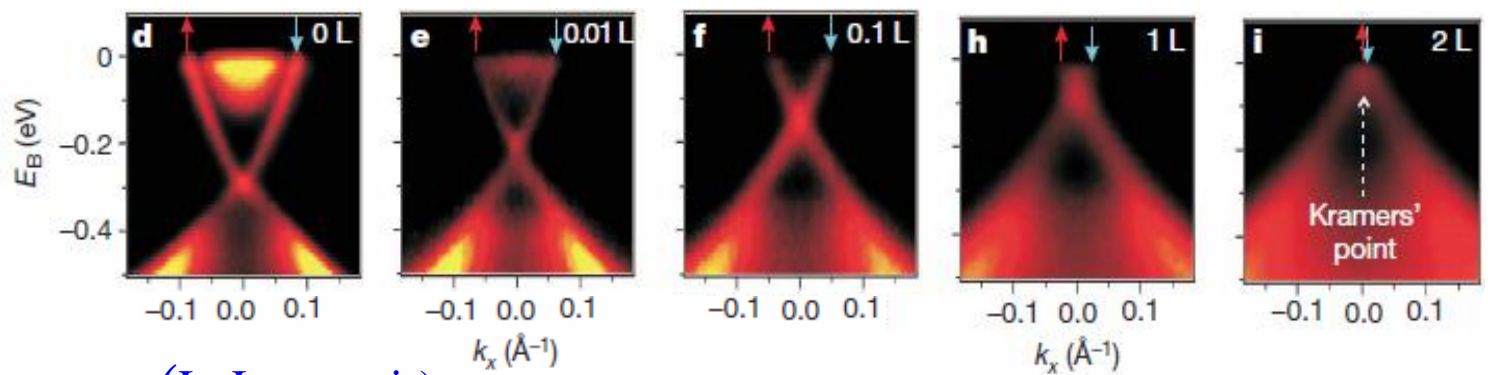 d 0 L
e 0.01 L
f 0.1 L
h 1 L
i 2 L
0
−0.2
−0.4
E_B (eV)
Kramers'
point
−0.1 0.0 0.1
−0.1 0.0 0.1
−0.1 0.0 0.1
−0.1 0.0 0.1
−0.1 0.0 0.1
k_x (Å⁻¹)
k_x (Å⁻¹)